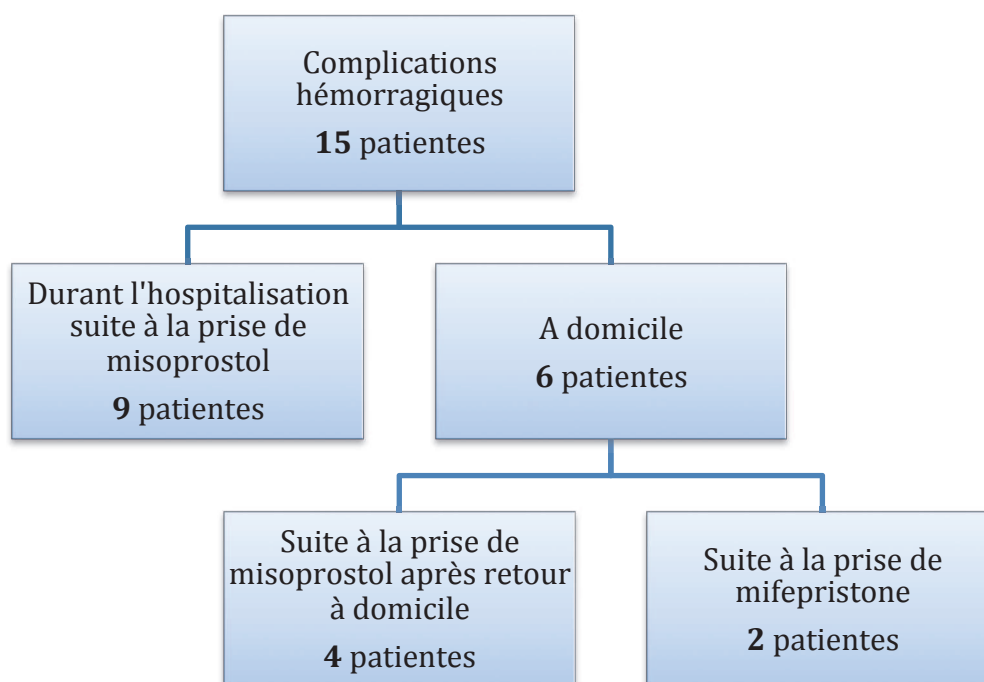 Complications
hémorragiques
15 patientes
Durant l'hospitalisation
suite à la prise de
misoprostol
9 patientes
A domicile
6 patientes
Suite à la prise de
misoprostol après retour
à domicile
4 patientes
Suite à la prise de
mifepristone
2 patientes